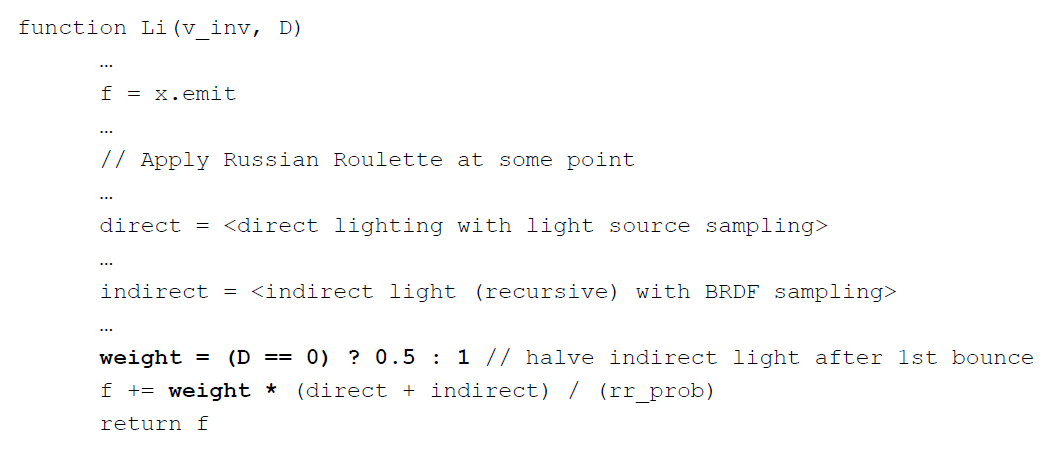 function Li(v_inv, D)
…
f = x.emit
…
// Apply Russian Roulette at some point
…
direct = <direct lighting with light source sampling>
…
indirect = <indirect light (recursive) with BRDF sampling>
…
weight = (D == 0) ? 0.5 : 1 // halve indirect light after 1st bounce
f += weight * (direct + indirect) / (rr_prob)
return f